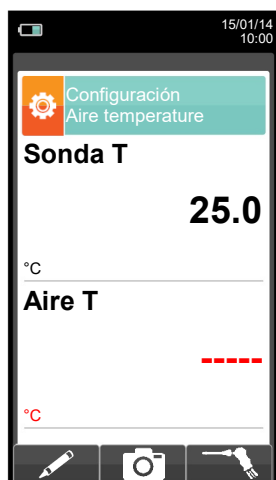 15/01/14
10:00
Configuración
Aire temperature
Sonda T
25.0
°C
Aire T
-----
°C